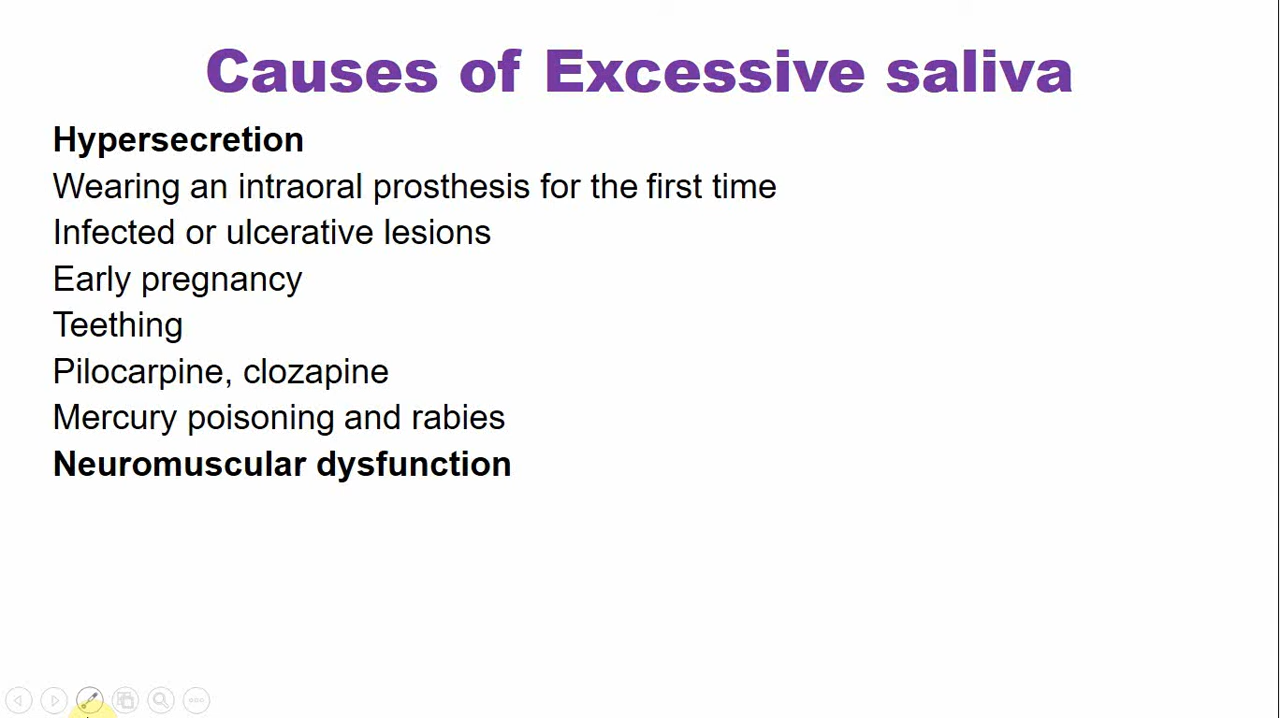 Causes of Excessive saliva
Hypersecretion
Wearing an intraoral prosthesis for the first time
Infected or ulcerative lesions
Early pregnancy
Teething
Pilocarpine, clozapine
Mercury poisoning and rabies
Neuromuscular dysfunction